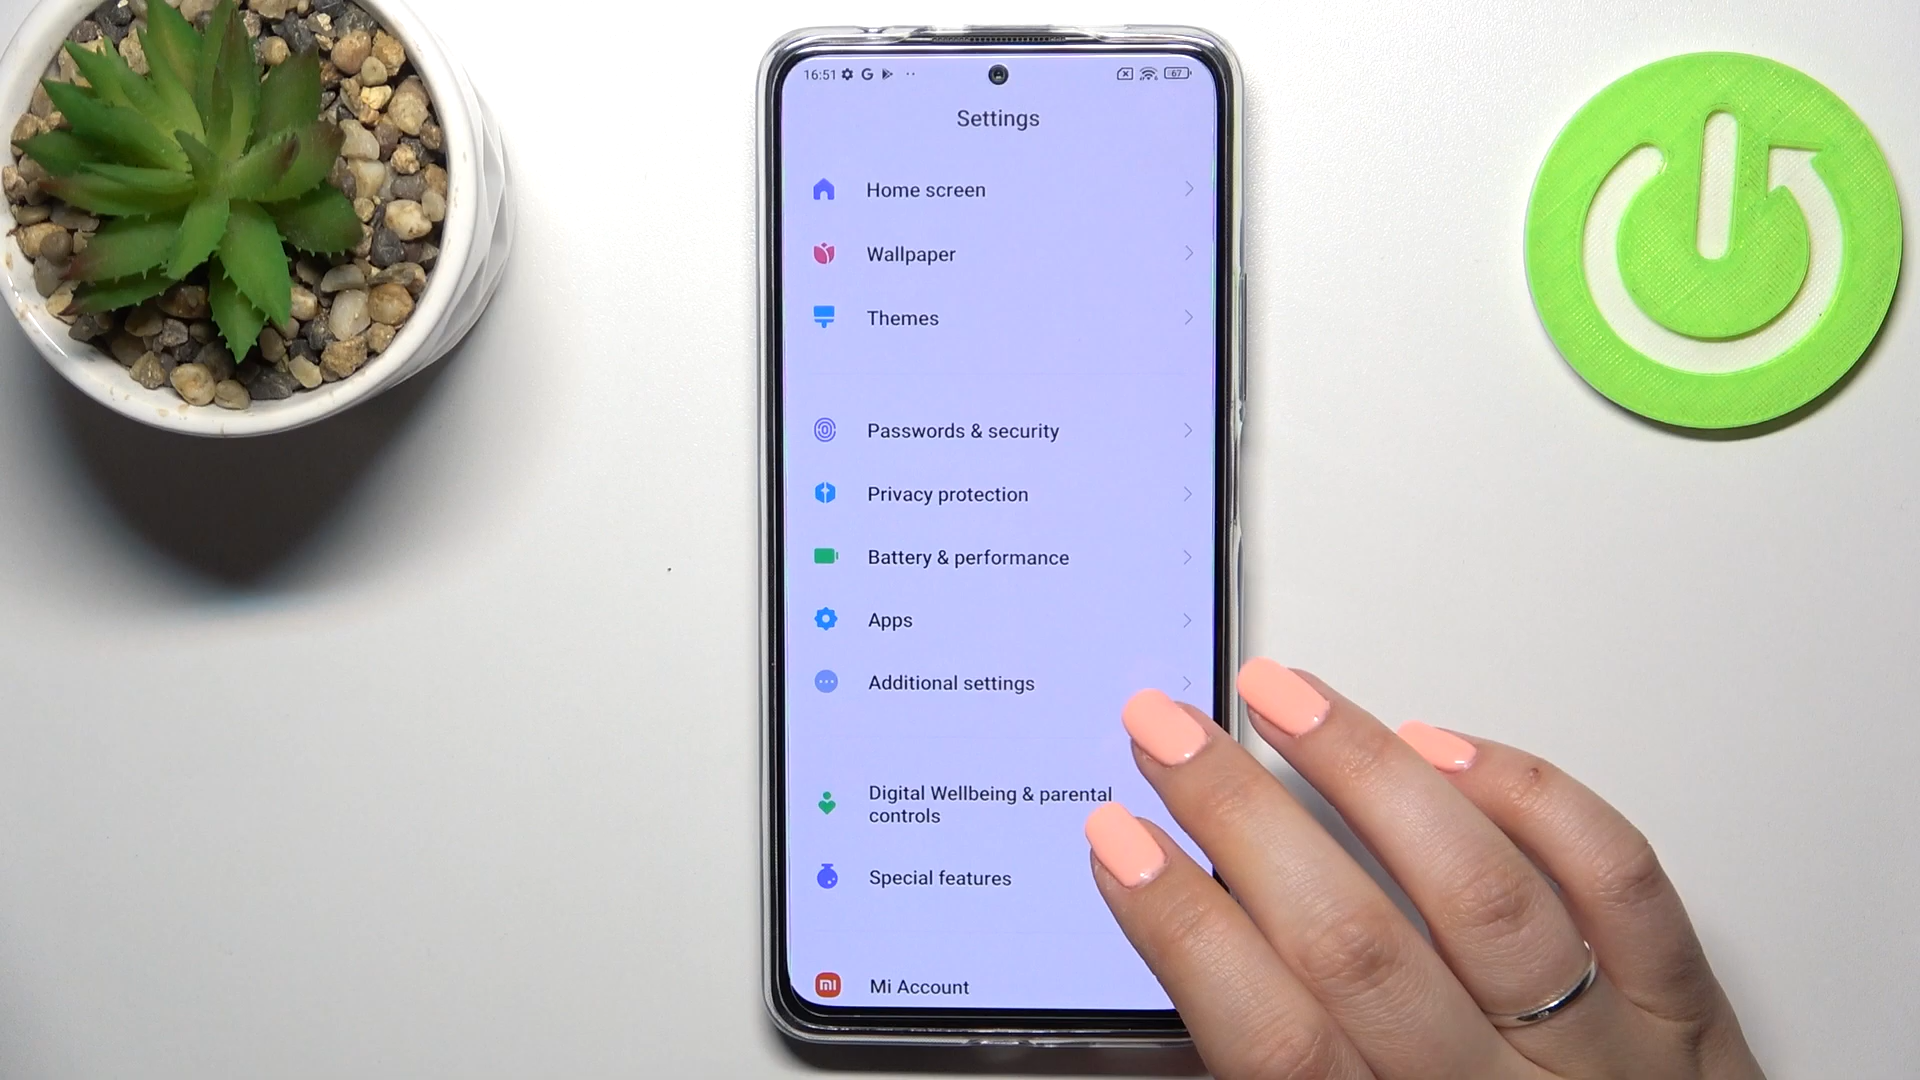 16:51
67
Settings
Home screen
Wallpaper
Themes
Passwords & security
Privacy protection
Battery & performance
Apps
Additional settings
Digital Wellbeing & parental
controls
Special features
Mi Account